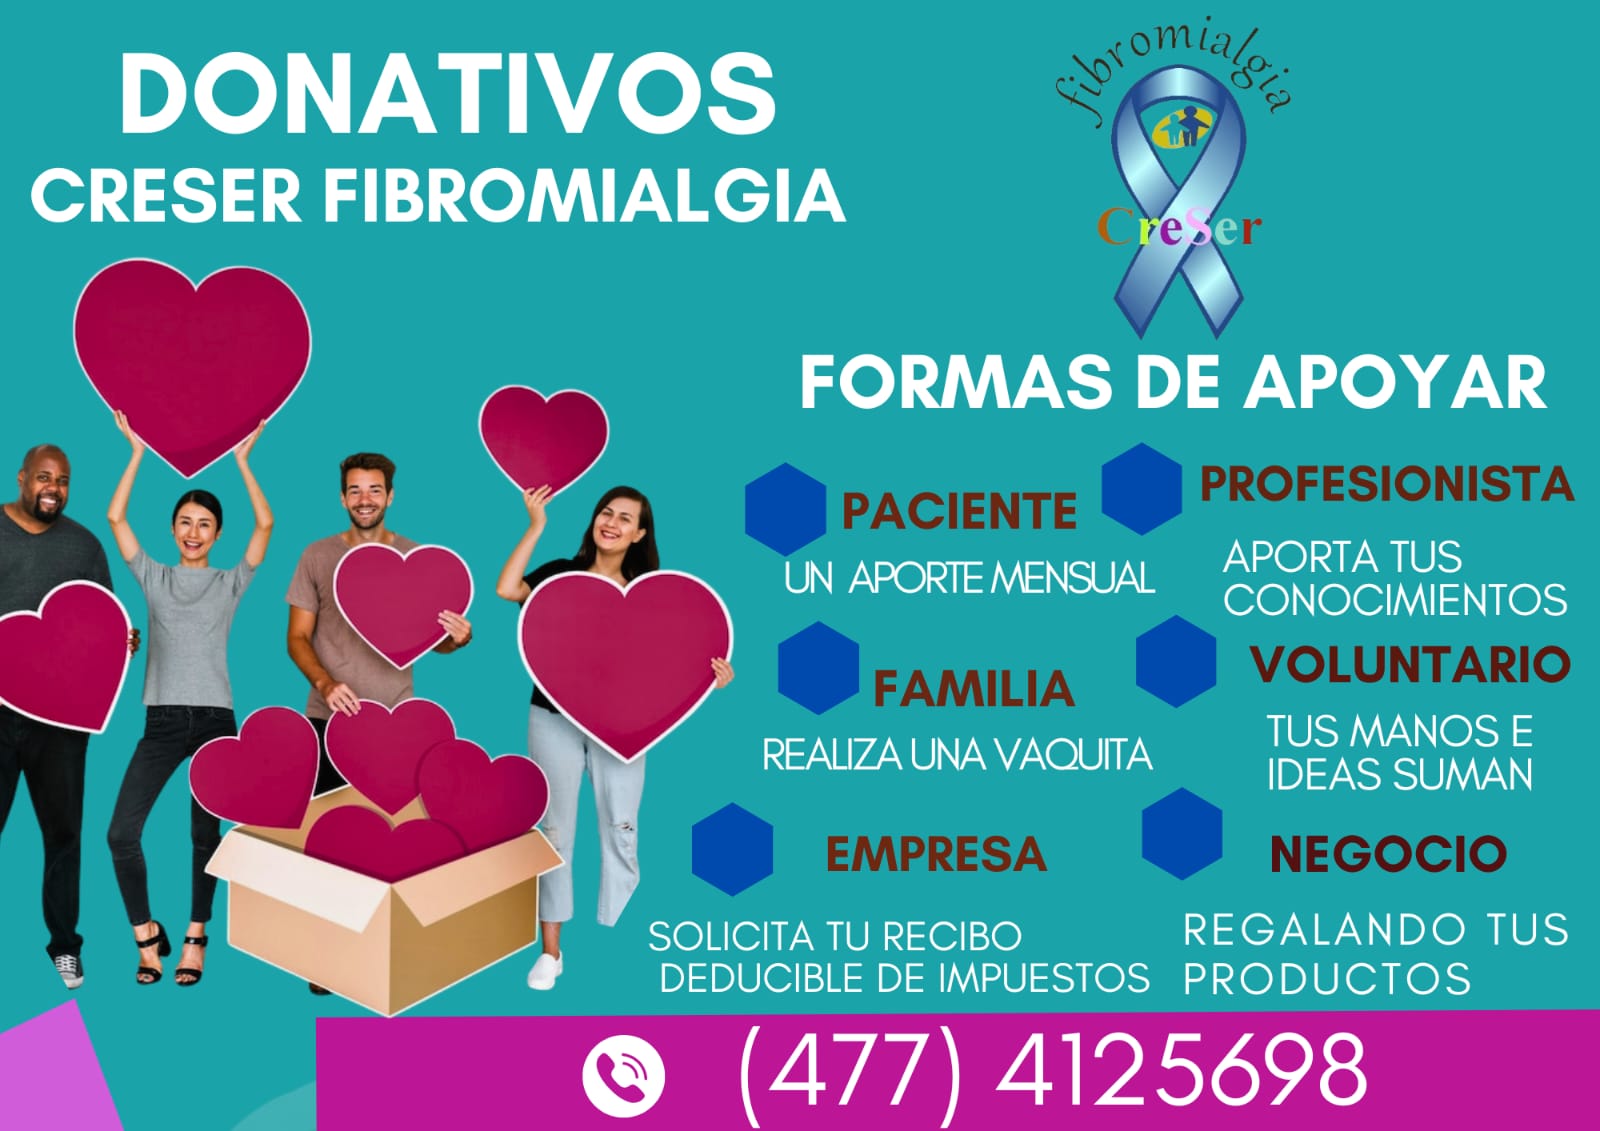 DONATIVOS
CRESER FIBROMIALGIA
fibromialgia
CreSer
FORMAS DE APOYAR
PACIENTE
UN APORTE MENSUAL
FAMILIA
REALIZA UNA VAQUITA
EMPRESA
SOLICITA TU RECIBO
DEDUCIBLE DE IMPUESTOS
PROFESIONISTA
APORTA TUS
CONOCIMIENTOS
VOLUNTARIO
TUS MANOS E
IDEAS SUMAN
NEGOCIO
REGALANDO TUS
PRODUCTOS
(477) 4125698